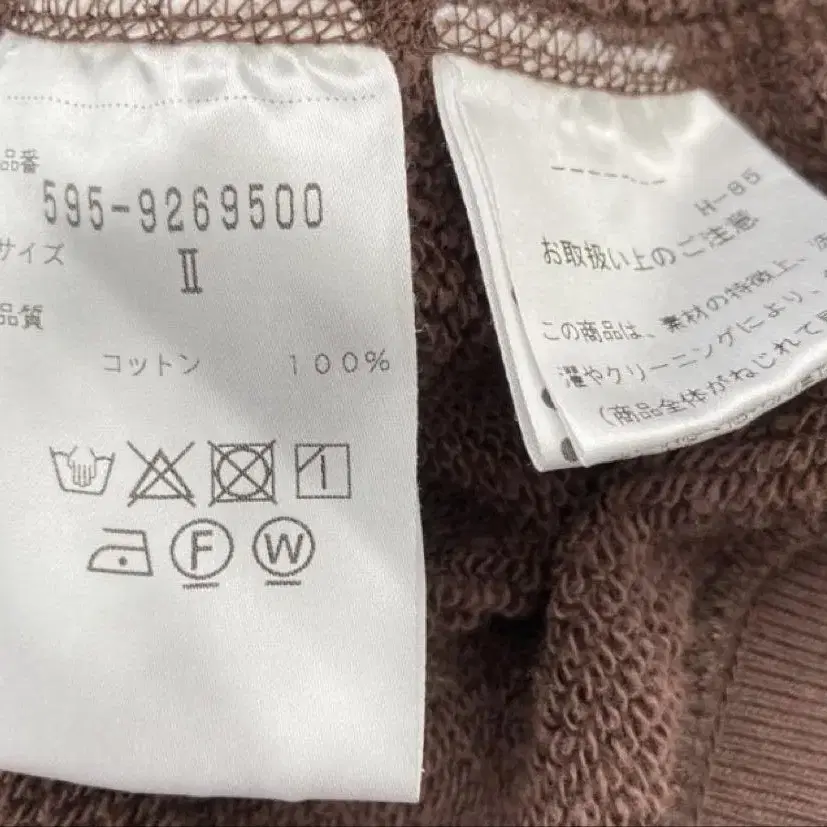 品番
595-9269500
サイズ
II
品質
コットン 100%
F
W
H-85
お取扱い上のご注意
この商品は、素材の特徴上、洗
濯やクリーニングにより、
(商品全体がねじれて